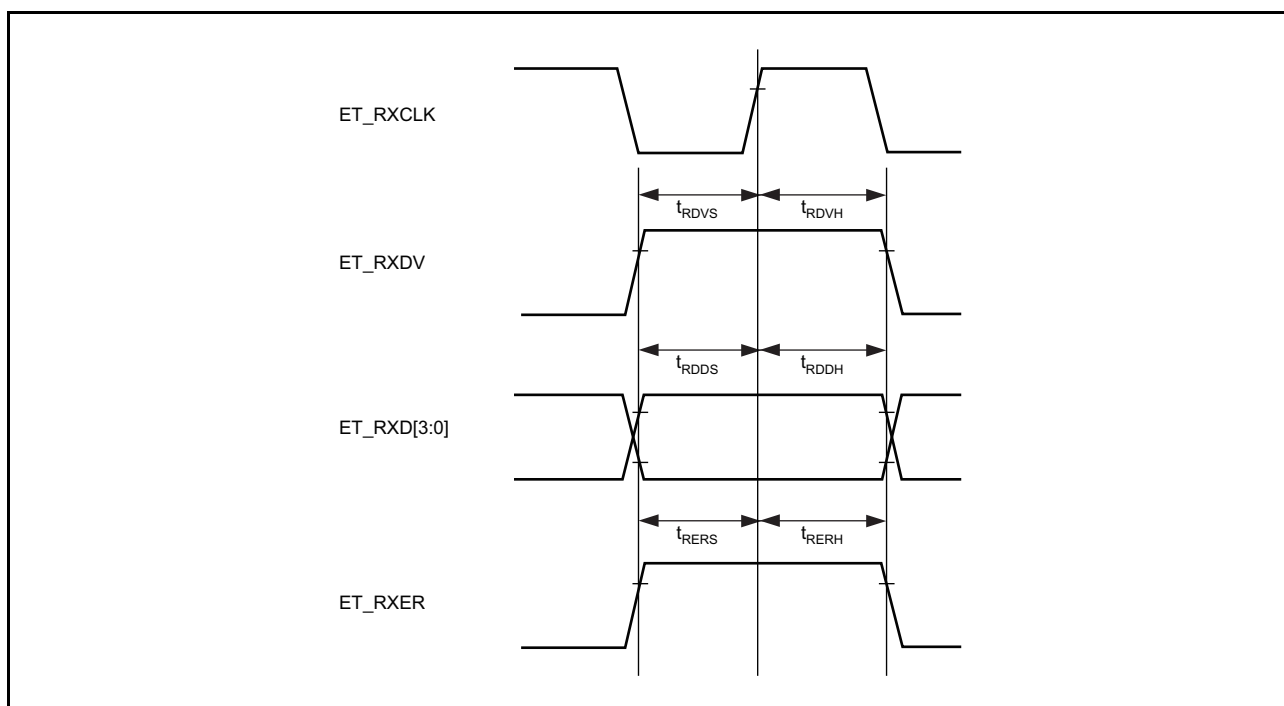 ET_RXCLK
tRDVS tRDVH
ET_RXDV
tRDDS tRDDH
ET_RXD[3:0]
tRERS tRERH
ET_RXER